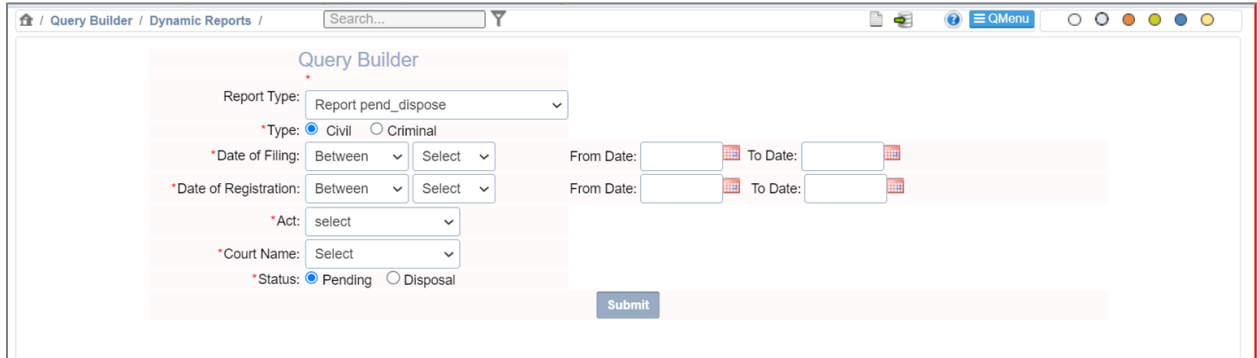 Query Builder / Dynamic Reports / Search... QMenu
Query Builder
*
Report Type: Report pend_dispose
*Type: Civil Criminal
*Date of Filing: Between Select From Date: To Date:
*Date of Registration: Between Select From Date: To Date:
*Act: select
*Court Name: Select
*Status: Pending Disposal
Submit